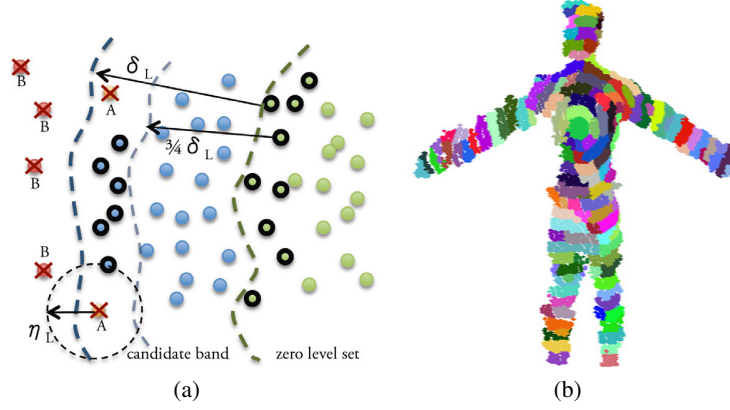 δ L
A
B
B
¾ δ L
B
B
η L
A
candidate band
zero level set
(a)
(b)